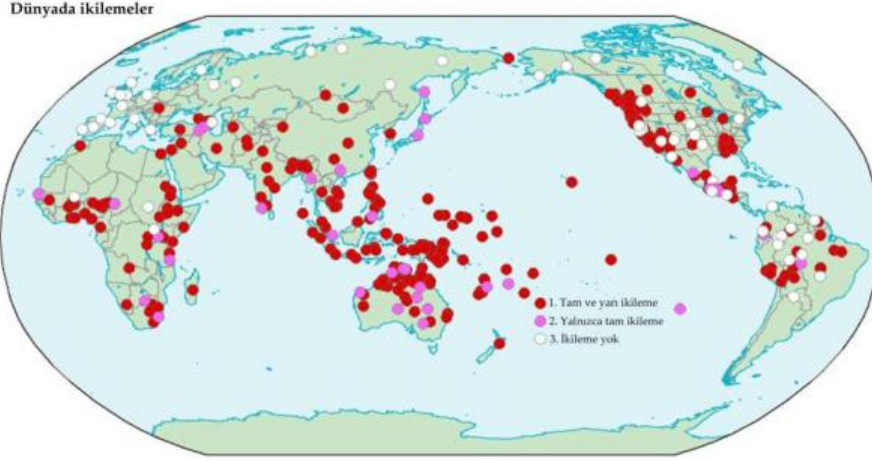 Dünyada ikilemeler
1. Tam ve yarı ikileme
2. Yalnızca tam ikileme
3. İkileme yok